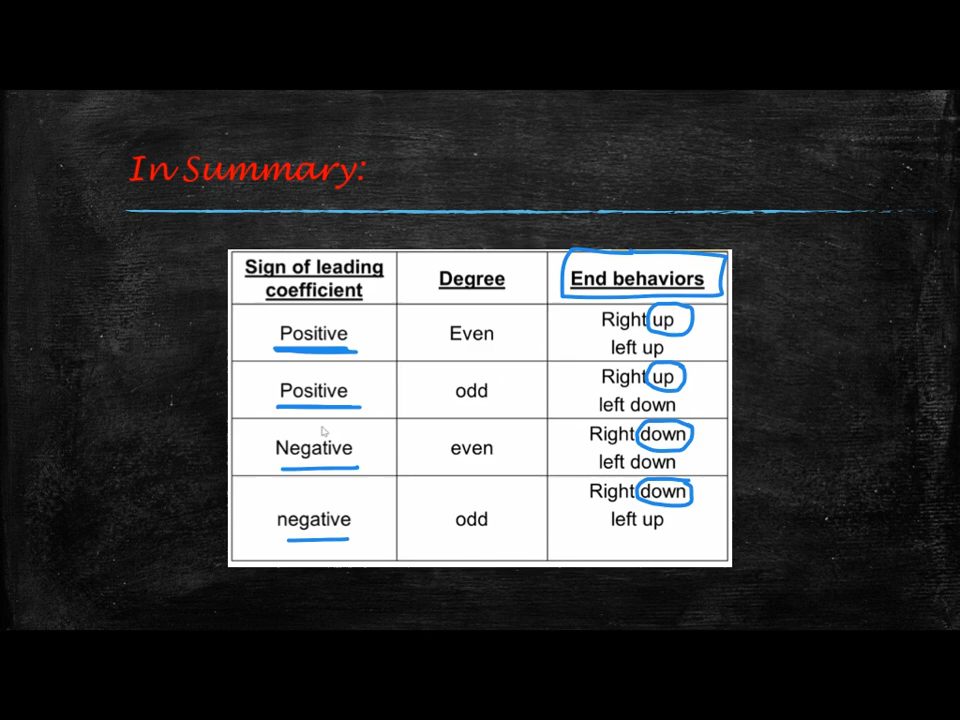 In Summary:
Sign of leading coefficient Degree End behaviors
Positive Even Right up
left up
Positive odd Right up
left down
Negative even Right down
left down
negative odd Right down
left up